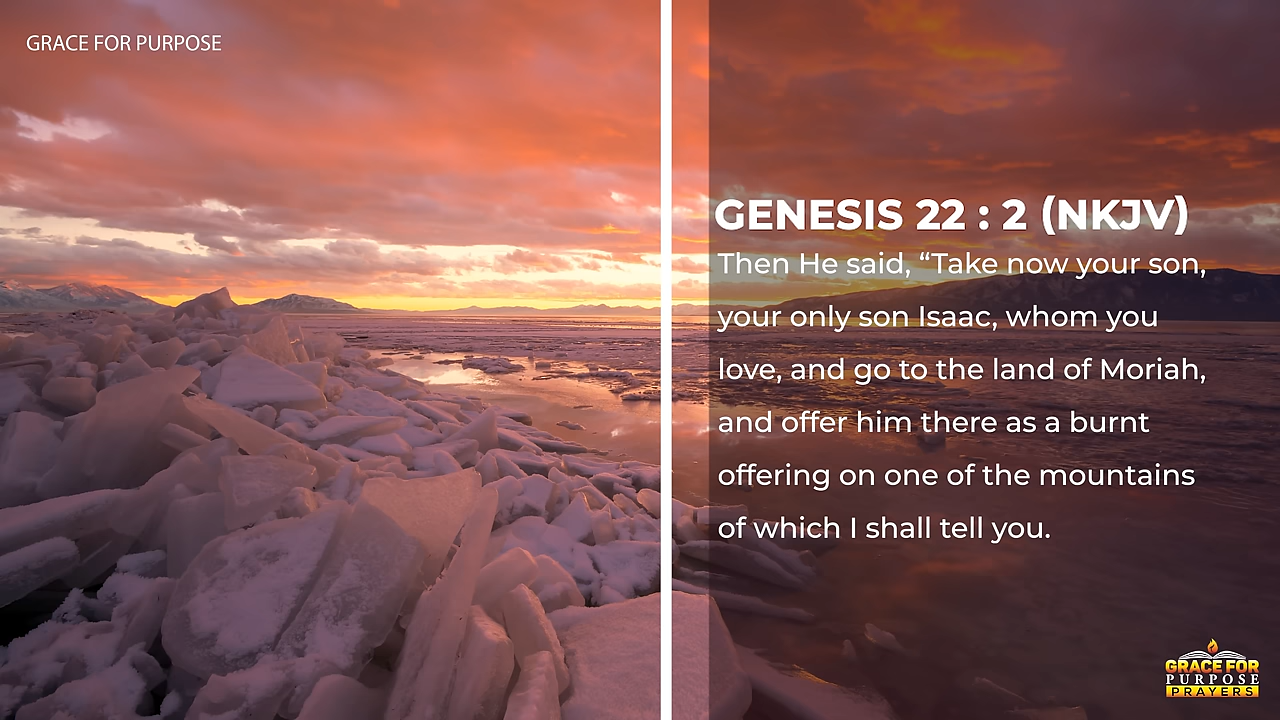 GRACE FOR PURPOSE
GENESIS 22 : 2 (NKJV)
Then He said, “Take now your son,
your only son Isaac, whom you
love, and go to the land of Moriah,
and offer him there as a burnt
offering on one of the mountains
of which I shall tell you.
GRACE FOR
PURPOSE
PRAYERS